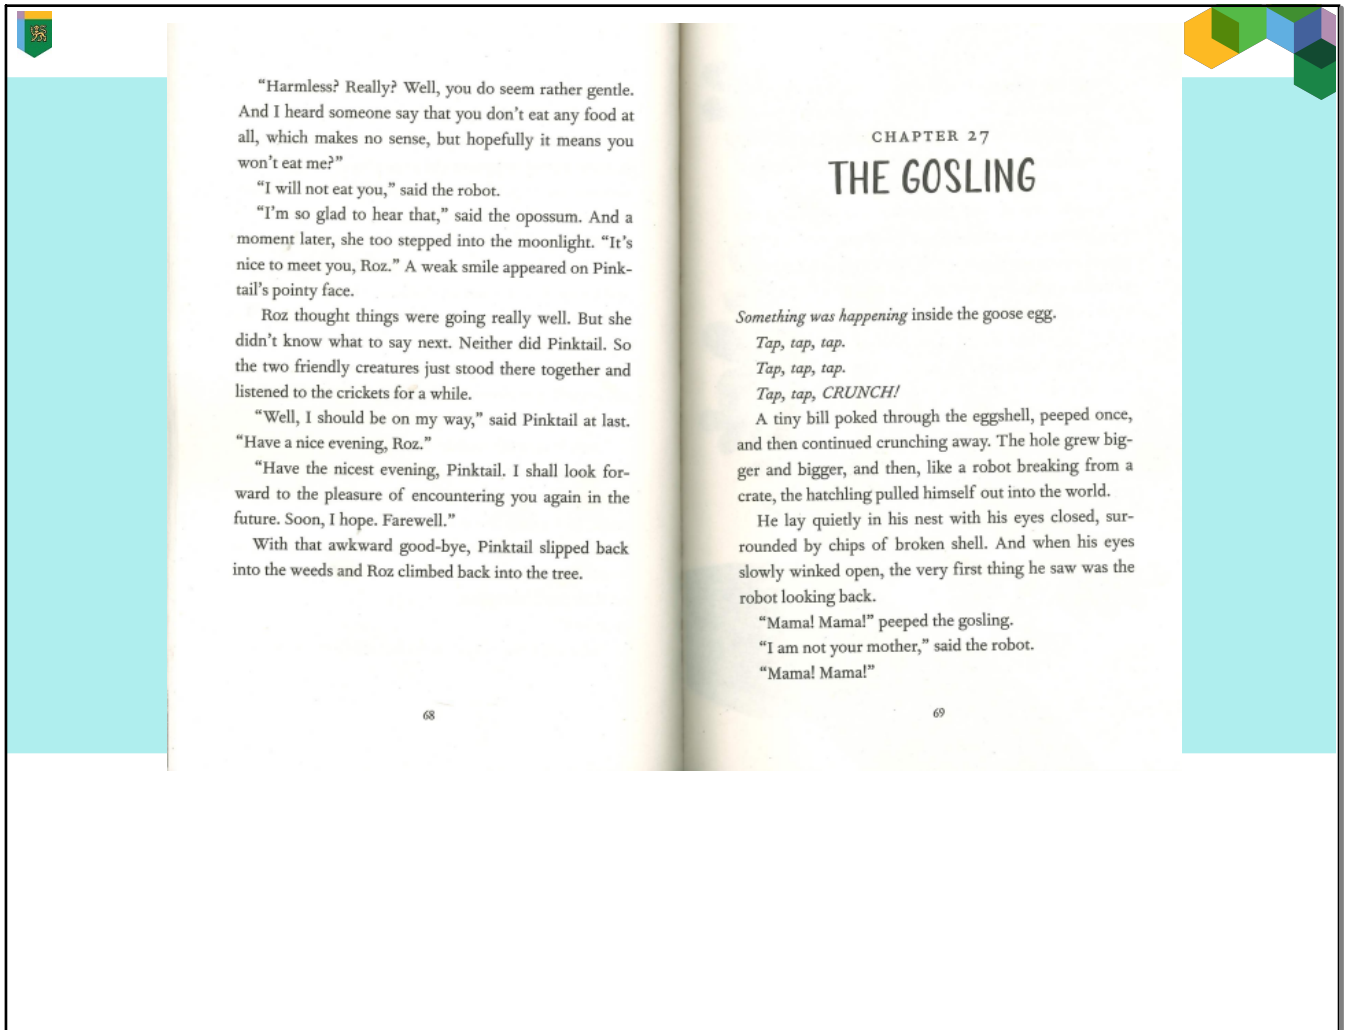 “Harmless? Really? Well, you do seem rather gentle.
And I heard someone say that you don’t eat any food at
all, which makes no sense, but hopefully it means you
won’t eat me?”
“I will not eat you,” said the robot.
“I’m so glad to hear that,” said the opossum. And a
moment later, she too stepped into the moonlight. “It’s
nice to meet you, Roz.” A weak smile appeared on Pink-
tail’s pointy face.
Roz thought things were going really well. But she
didn’t know what to say next. Neither did Pinktail. So
the two friendly creatures just stood there together and
listened to the crickets for a while.
“Well, I should be on my way,” said Pinktail at last.
“Have a nice evening, Roz.”
“Have the nicest evening, Pinktail. I shall look for-
ward to the pleasure of encountering you again in the
future. Soon, I hope. Farewell.”
With that awkward good-bye, Pinktail slipped back
into the weeds and Roz climbed back into the tree.
68
CHAPTER 27
THE GOSLING
Something was happening inside the goose egg.
Tap, tap, tap.
Tap, tap, tap.
Tap, tap, CRUNCH!
A tiny bill poked through the eggshell, peeped once,
and then continued crunching away. The hole grew big-
ger and bigger, and then, like a robot breaking from a
crate, the hatchling pulled himself out into the world.
He lay quietly in his nest with his eyes closed, sur-
rounded by chips of broken shell. And when his eyes
slowly winked open, the very first thing he saw was the
robot looking back.
“Mama! Mama!” peeped the gosling.
“I am not your mother,” said the robot.
“Mama! Mama!”
69